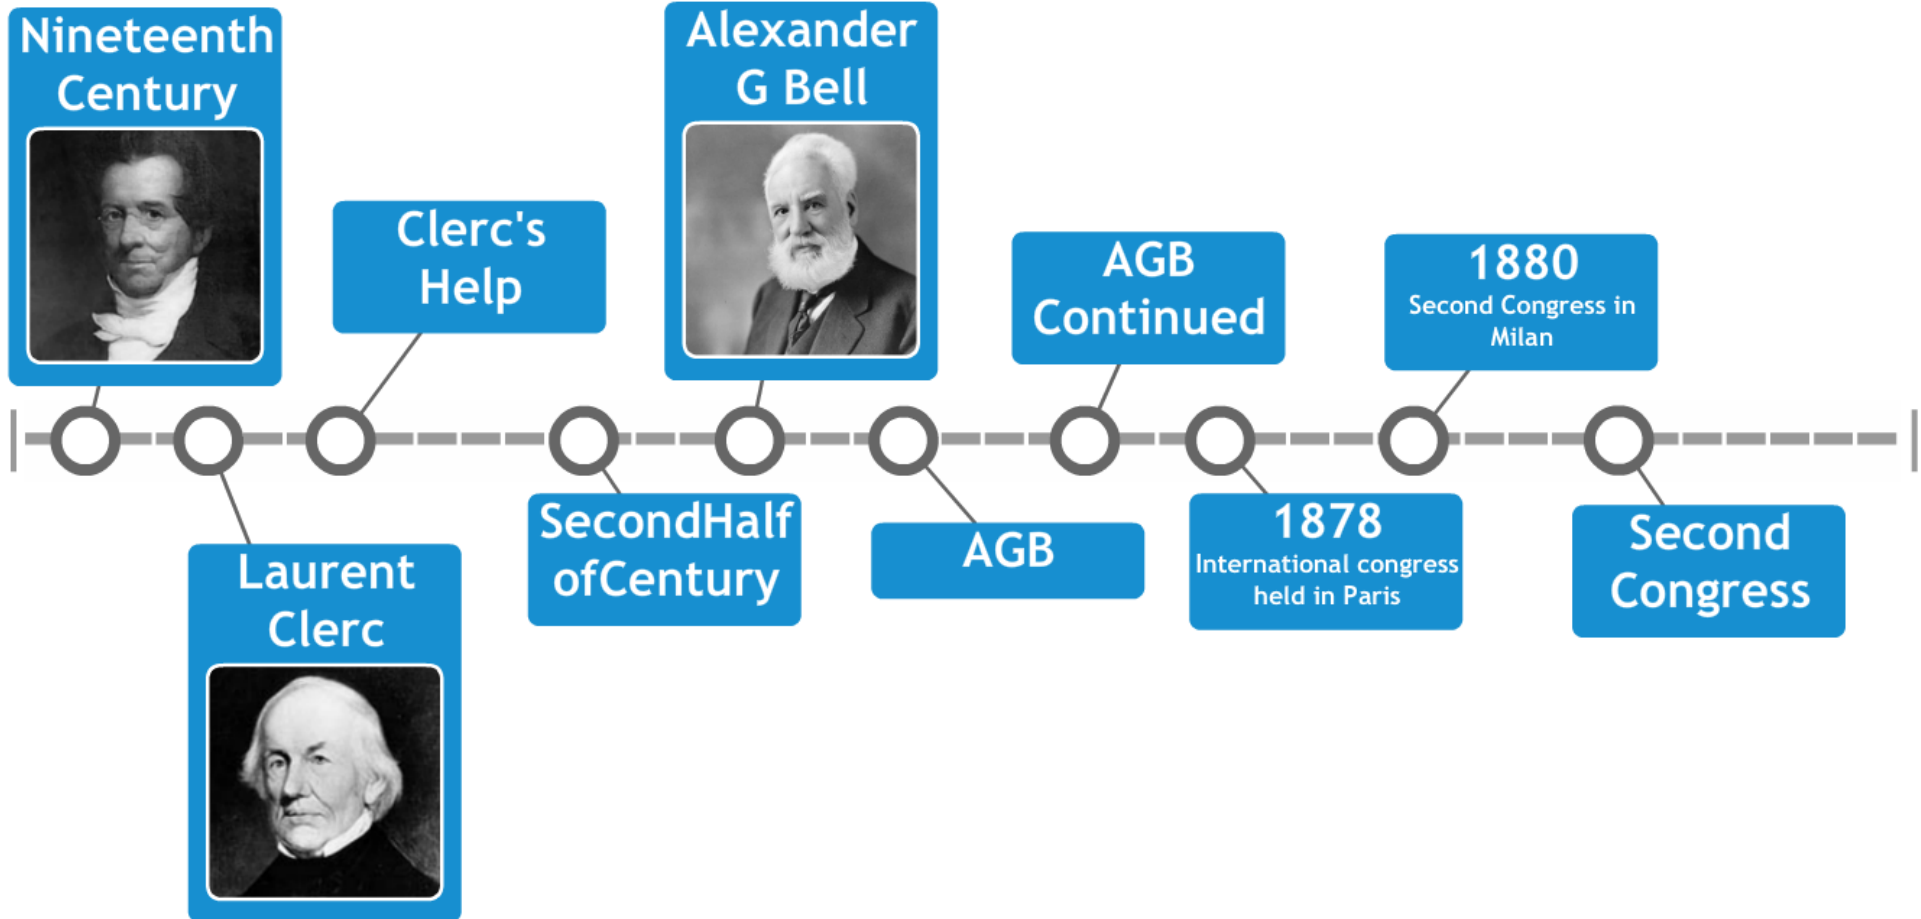 Nineteenth
Century
Laurent
Clerc
Clerc's
Help
SecondHalf
ofCentury
Alexander
G Bell
AGB
AGB
Continued
1878
International congress
held in Paris
1880
Second Congress in
Milan
Second
Congress